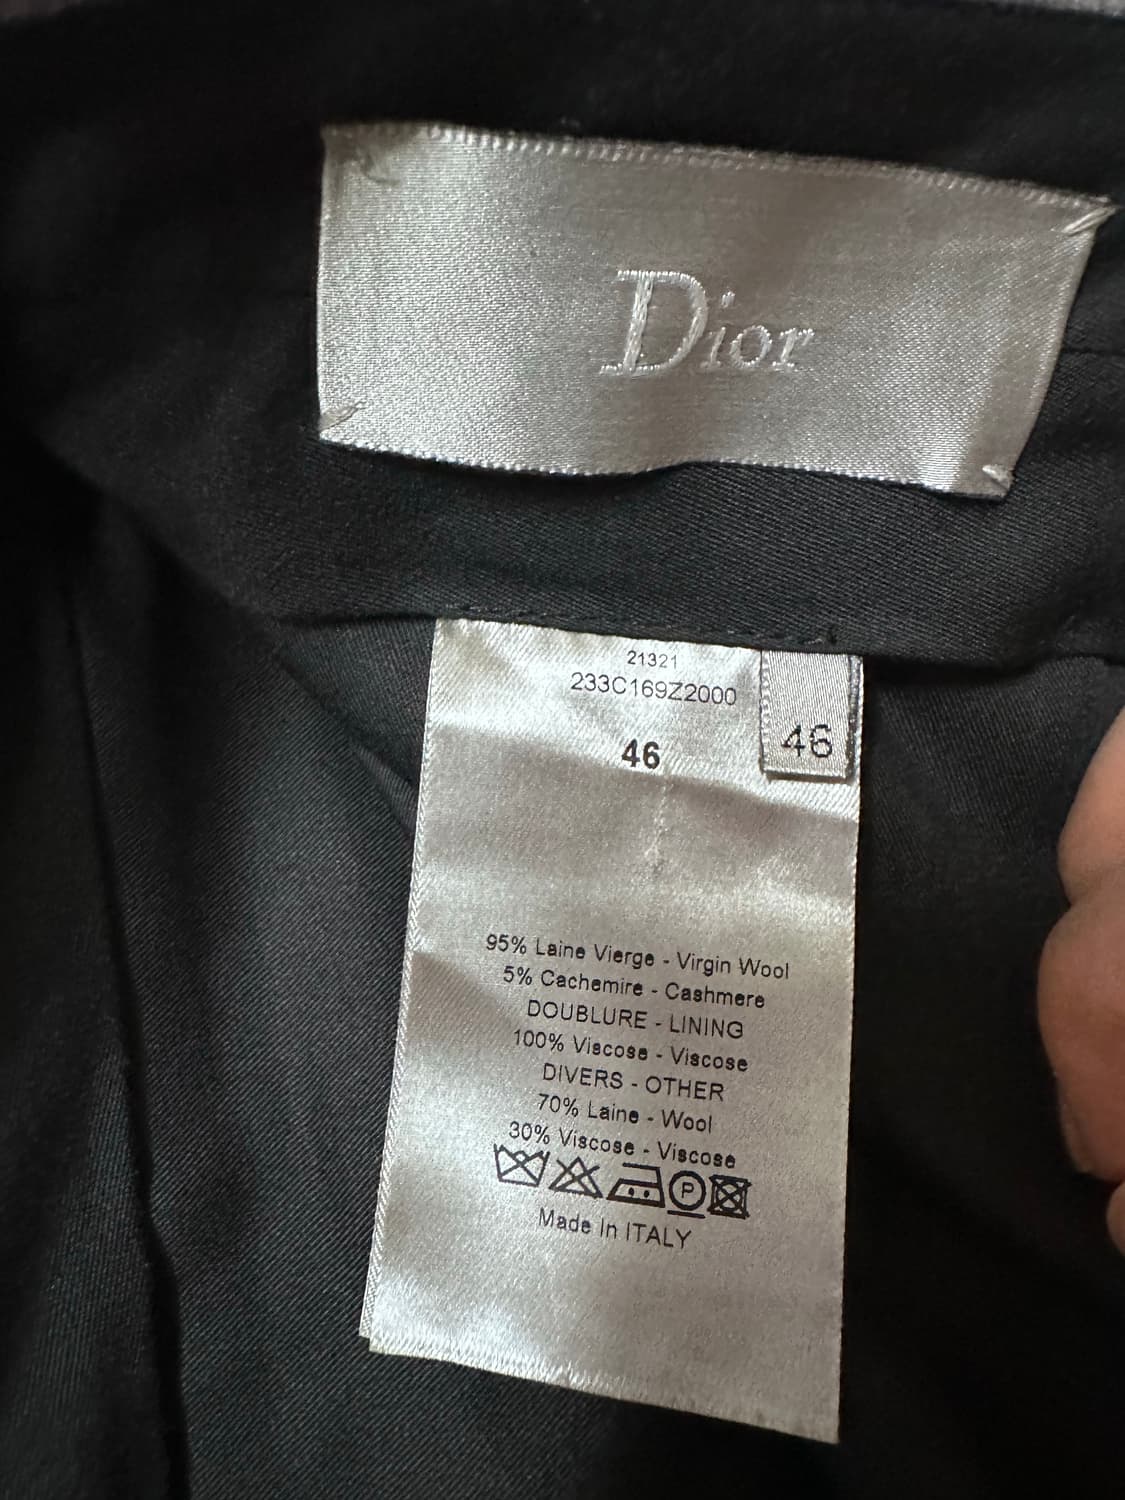 Dior
21321
233C169Z2000
46
46
95% Laine Vierge - Virgin Wool
5% Cachemire - Cashmere
DOUBLURE - LINING
100% Viscose - Viscose
DIVERS - OTHER
70% Laine - Wool
30% Viscose - Viscose
P
Made In ITALY